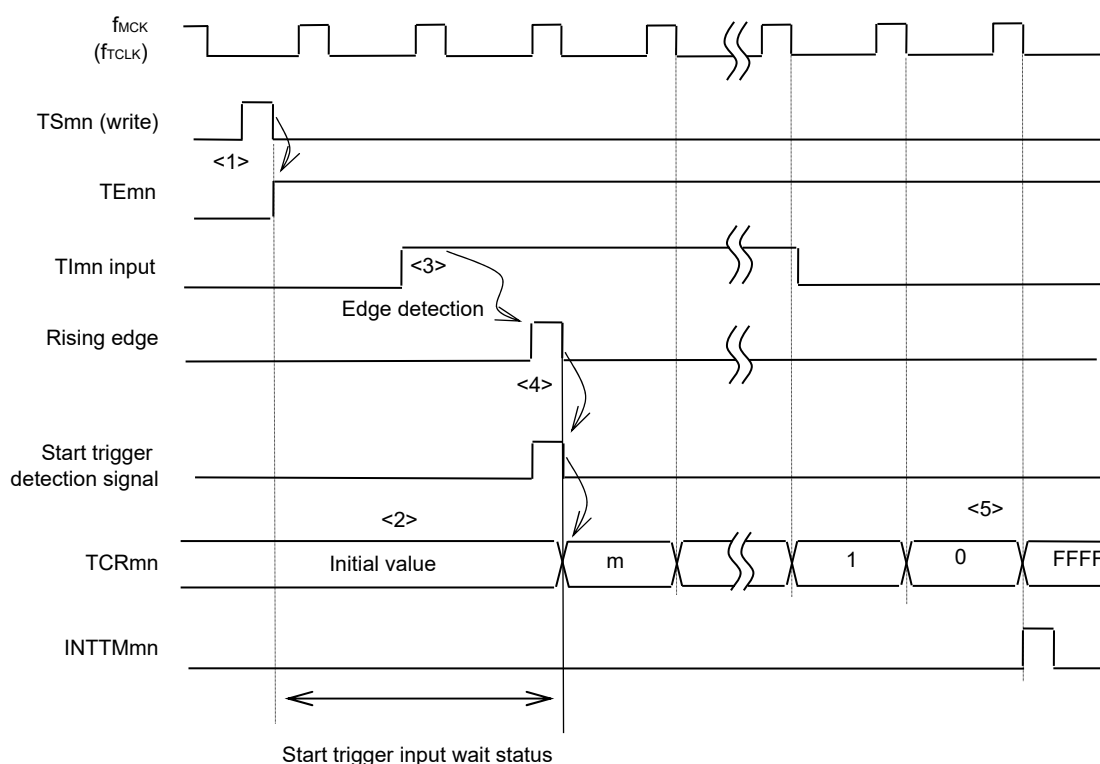 fMCK
(fTCLK)
TSmn (write)
<1>
TEmn
TImn input
<3>
Edge detection
Rising edge
<4>
Start trigger
detection signal
<2>
<5>
TCRmn
Initial value
m
1
0
FFFF
INTTMmn
Start trigger input wait status